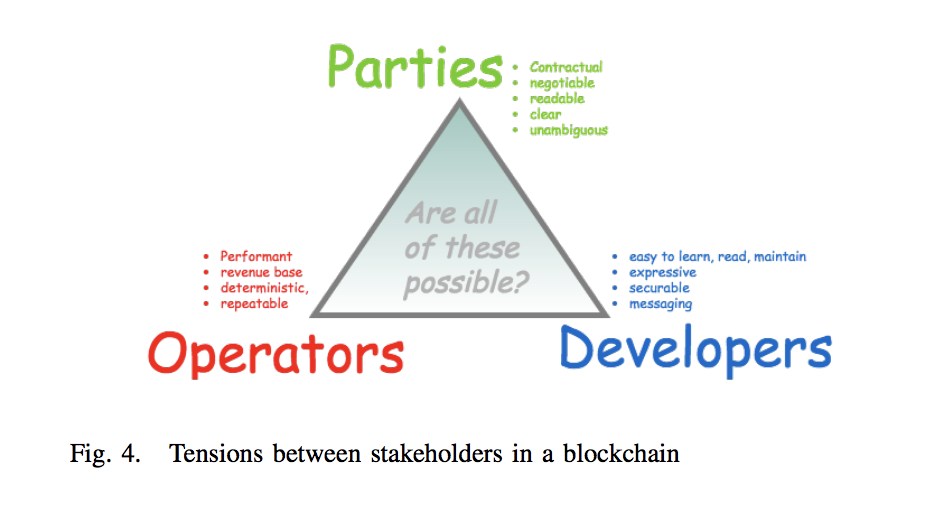 Parties
• Contractual
• negotiable
• readable
• clear
• unambiguous
Are all
of these
possible?
• Performant
• revenue base
• deterministic,
• repeatable
Operators
• easy to learn, read, maintain
• expressive
• securable
• messaging
Developers
Fig. 4. Tensions between stakeholders in a blockchain